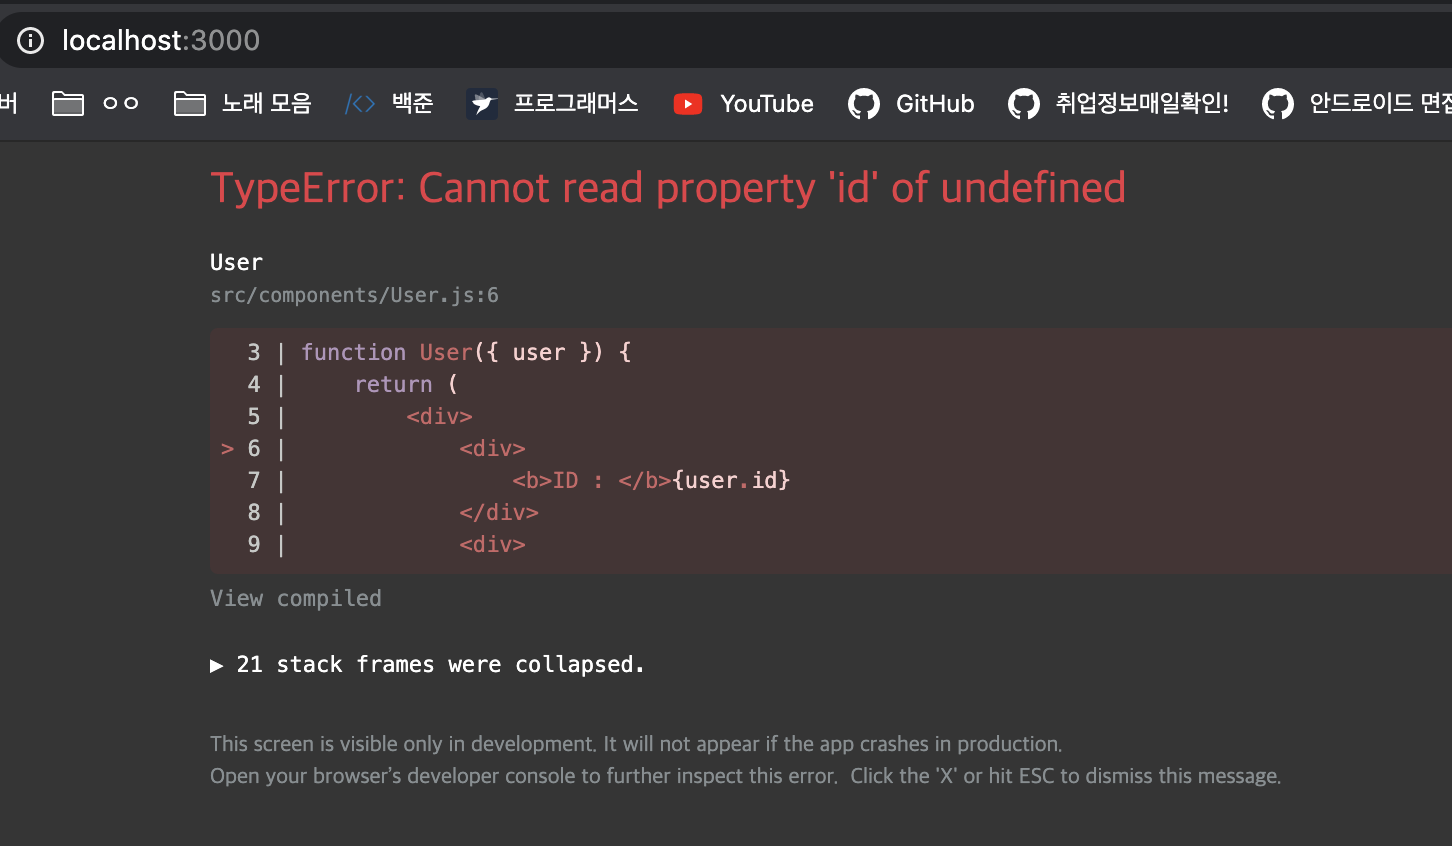 localhost:3000
버 ㅇㅇ 노래 모음 백준 프로그래머스 YouTube GitHub 취업정보매일확인! 안드로이드 면접
TypeError: Cannot read property 'id' of undefined
User
src/components/User.js:6
3 | function User({ user }) {
4 |     return (
5 |         <div>
> 6 |             <div>
7 |                 <b>ID : </b>{user.id}
8 |             </div>
9 |             <div>
View compiled
▶ 21 stack frames were collapsed.
This screen is visible only in development. It will not appear if the app crashes in production.
Open your browser’s developer console to further inspect this error.  Click the 'X' or hit ESC to dismiss this message.